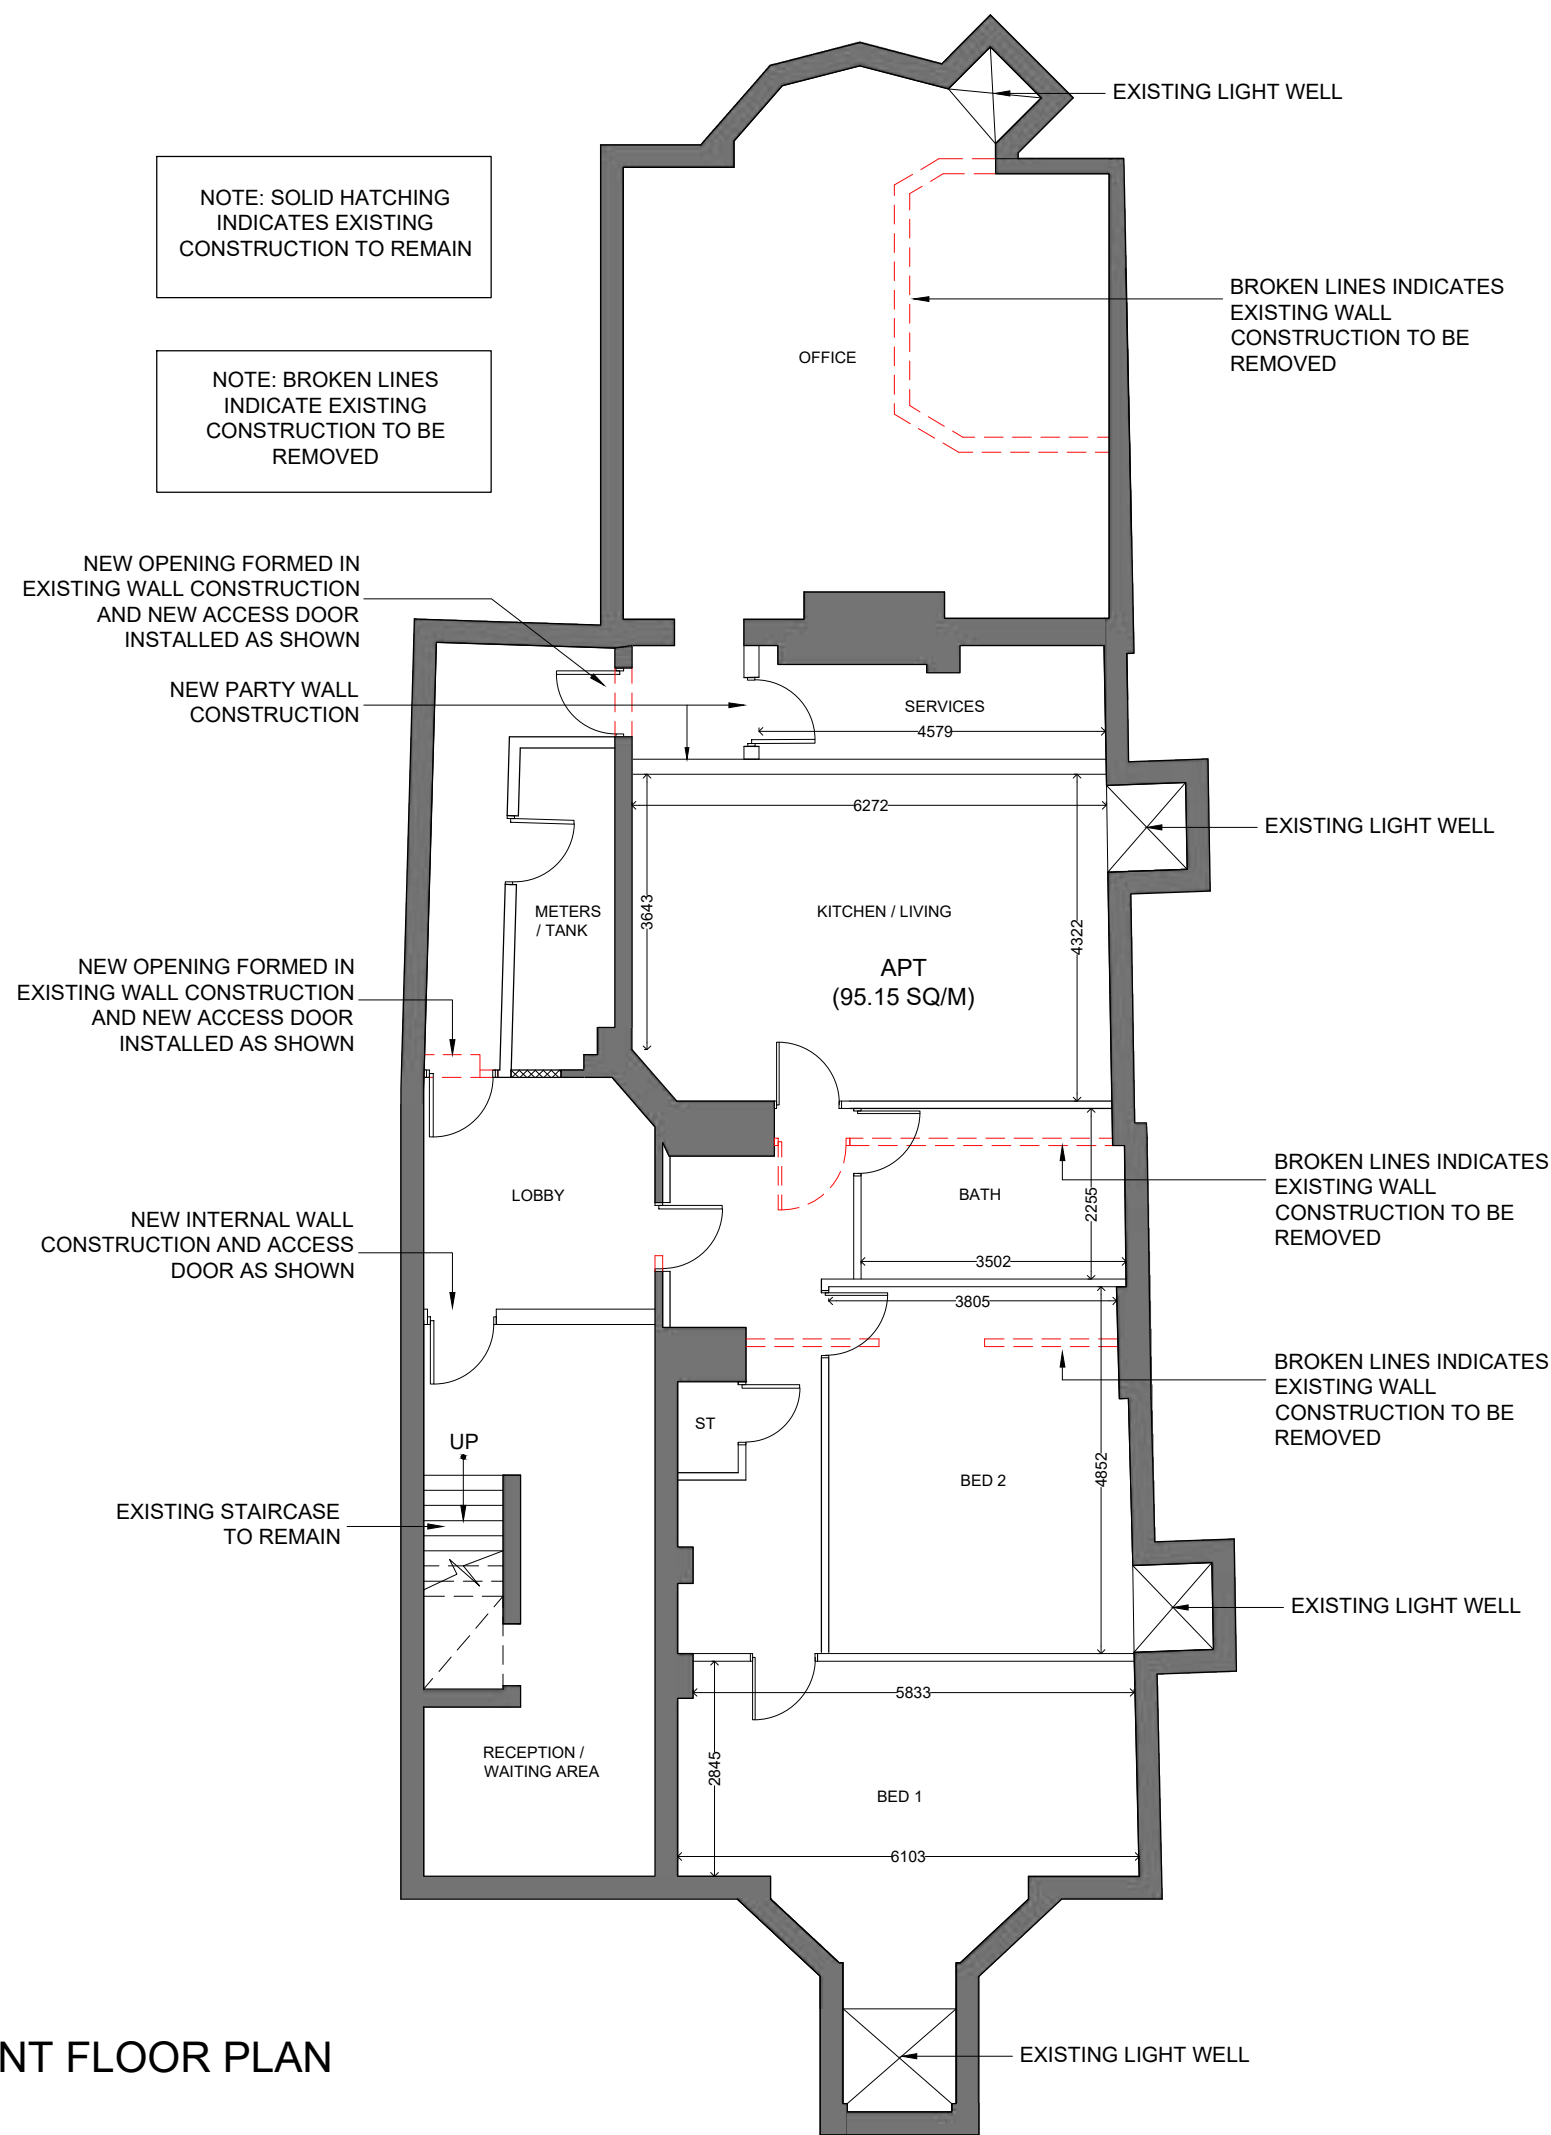 EXISTING LIGHT WELL
NOTE: SOLID HATCHING
INDICATES EXISTING
CONSTRUCTION TO REMAIN
BROKEN LINES INDICATES
EXISTING WALL
CONSTRUCTION TO BE
REMOVED
OFFICE
NOTE: BROKEN LINES
INDICATE EXISTING
CONSTRUCTION TO BE
REMOVED
NEW OPENING FORMED IN
EXISTING WALL CONSTRUCTION
AND NEW ACCESS DOOR
INSTALLED AS SHOWN
NEW PARTY WALL
CONSTRUCTION
SERVICES
4579
6272
EXISTING LIGHT WELL
3643
4322
METERS
/ TANK
KITCHEN / LIVING
APT
(95.15 SQ/M)
NEW OPENING FORMED IN
EXISTING WALL CONSTRUCTION
AND NEW ACCESS DOOR
INSTALLED AS SHOWN
LOBBY
BATH
2255
3502
BROKEN LINES INDICATES
EXISTING WALL
CONSTRUCTION TO BE
REMOVED
NEW INTERNAL WALL
CONSTRUCTION AND ACCESS
DOOR AS SHOWN
3805
BROKEN LINES INDICATES
EXISTING WALL
CONSTRUCTION TO BE
REMOVED
ST
UP
BED 2
4852
EXISTING STAIRCASE
TO REMAIN
EXISTING LIGHT WELL
5833
RECEPTION /
WAITING AREA
2845
BED 1
6103
NT FLOOR PLAN
EXISTING LIGHT WELL